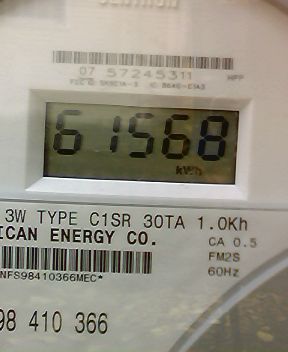 07 57245311
61568
kWh
3W TYPE C1SR 30TA 1.0Kh
ICAN ENERGY CO.
CA 0.5
FM2S
NFS98410366MEC*
60Hz
98 410 366